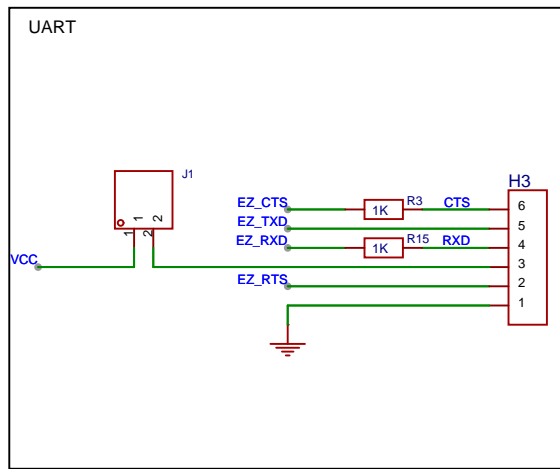 UART
J1
1 2
1 2
VCC
H3
EZ_CTS 1K R3 CTS 6
EZ_TXD 5
EZ_RXD 1K R15 RXD 4
3
EZ_RTS 2
1